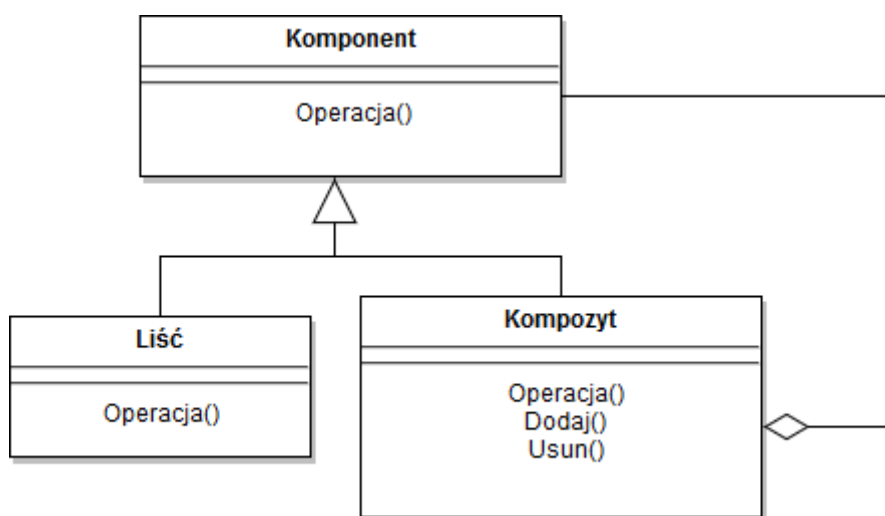 Komponent
Operacja()
Liść
Operacja()
Kompozyt
Operacja()
Dodaj()
Usun()